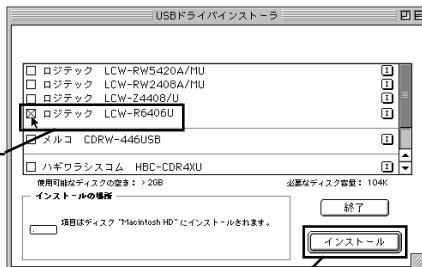 USBドライバインストーラ
ロジテック LCW-RW5420A/MU
ロジテック LCW-RW2408A/MU
ロジテック LCW-Z4408/U
ロジテック LCW-R6406U
メルコ CDRW-446USB
ハギワラシスコム HBC-CDR4XU
使用可能なディスクの空き： > 2GB 必要なディスク容量： 104K
インストールの場所
項目はディスク "Macintosh HD" にインストールされます。
終了
インストール